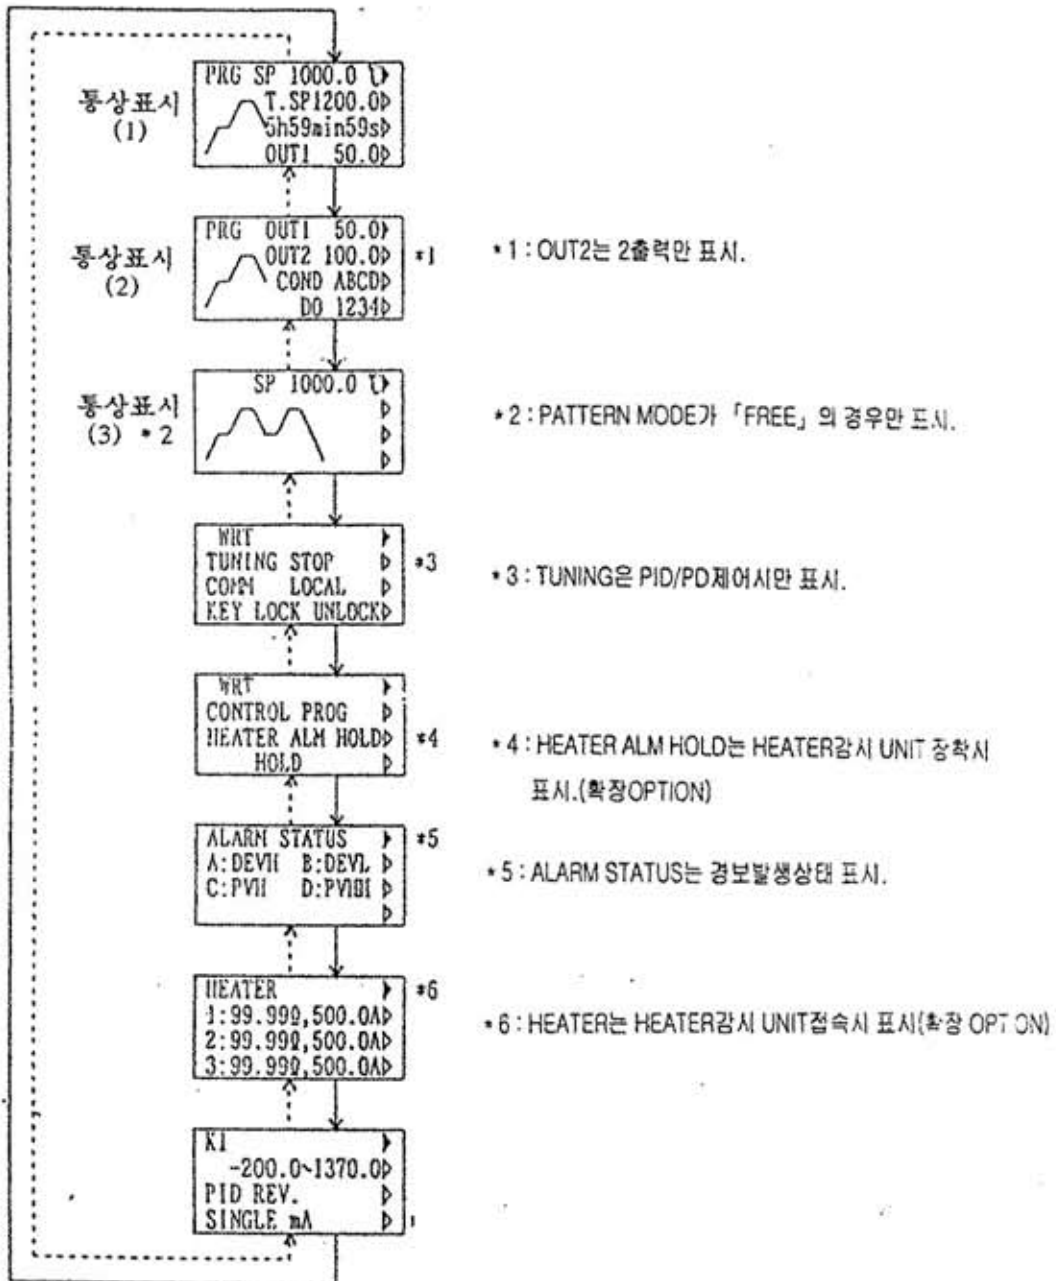 통상표시
(1)
PRG SP 1000.0
T.SP1200.0
5h59min59s
OUT1 50.0
통상표시
(2)
PRG OUT1 50.0
OUT2 100.0
COND ABCD
DO 1234
*1
*1 : OUT2는 2출력만 표시.
통상표시
(3) *2
SP 1000.0
*2 : PATTERN MODE가 「FREE」의 경우만 표시.
WRT
TUNING STOP
COMM LOCAL
KEY LOCK UNLOCK
*3
*3 : TUNING은 PID/PD제어시만 표시.
WRT
CONTROL PROG
HEATER ALM HOLD
HOLD
*4
*4 : HEATER ALM HOLD는 HEATER감시 UNIT 장착시
표시.(확장OPTION)
ALARM STATUS
A:DEVH B:DEVL
C:PVH
*5
*5 : ALARM STATUS는 경보발생상태 표시.
HEATER
1:99.99Ω,500.0A
2:99.99Ω,500.0A
3:99.99Ω,500.0A
*6
*6 : HEATER는 HEATER감시 UNIT접속시 표시(확장 OPTION)
K1
-200.0~1370.0
PID REV.
SINGLE mA